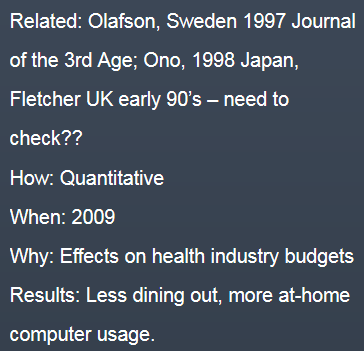 Related: Olafson, Sweden 1997 Journal
of the 3rd Age; Ono, 1998 Japan,
Fletcher UK early 90’s – need to
check??
How: Quantitative
When: 2009
Why: Effects on health industry budgets
Results: Less dining out, more at-home
computer usage.